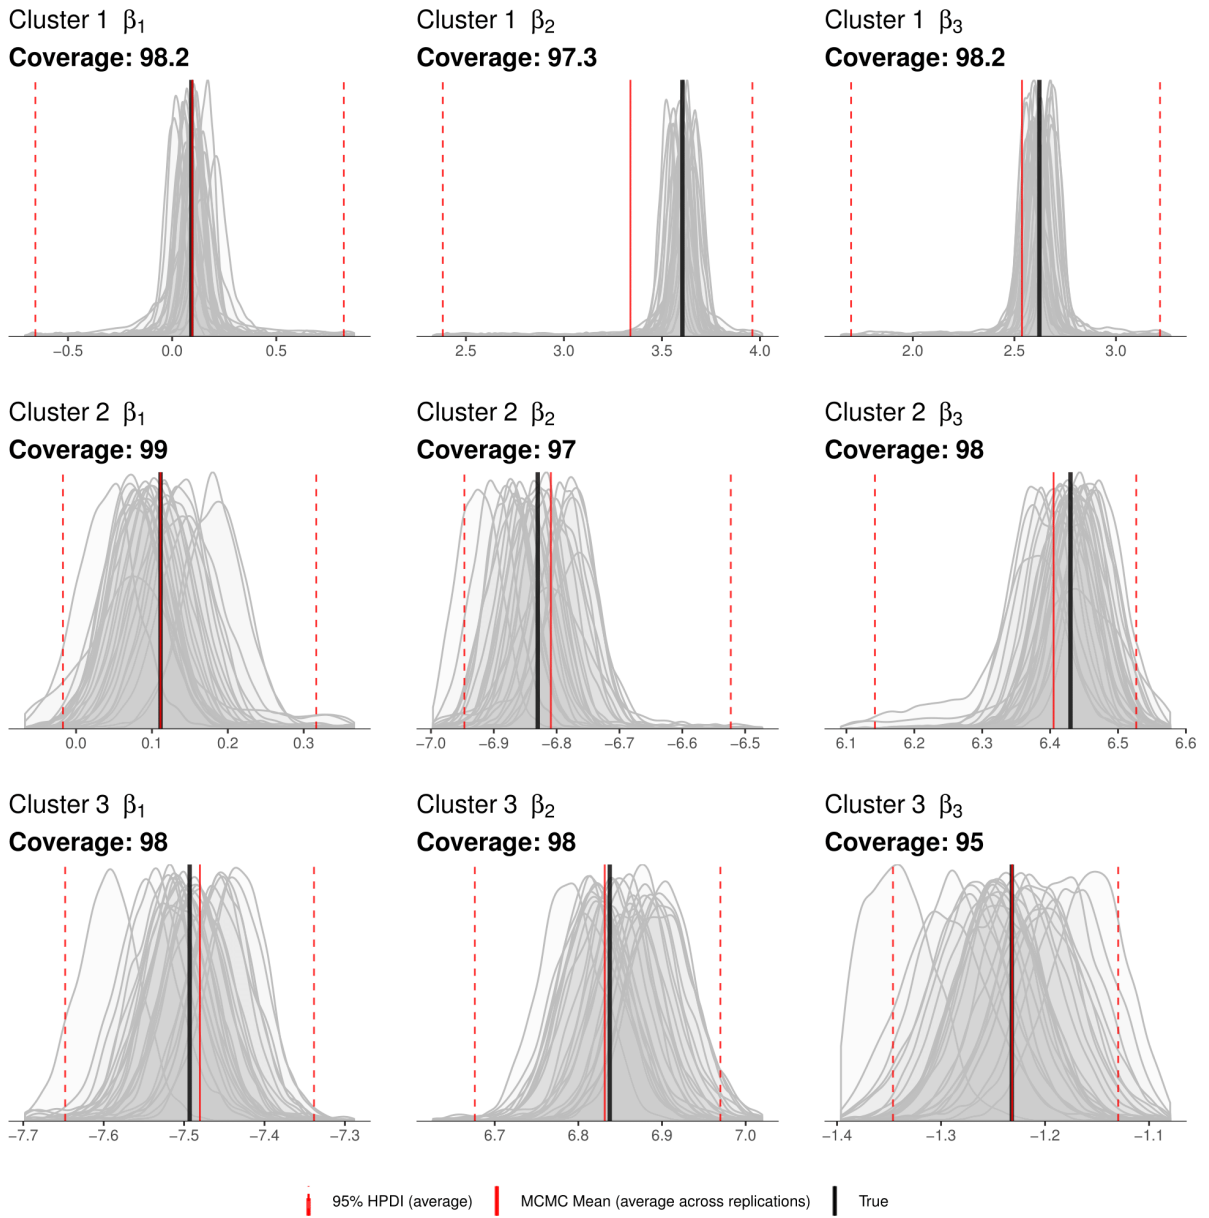 Cluster 1 β1 Cluster 1 β2 Cluster 1 β3
Coverage: 98.2 Coverage: 97.3 Coverage: 98.2
−0.5 0.0 0.5 2.5 3.0 3.5 4.0 2.0 2.5 3.0
Cluster 2 β1 Cluster 2 β2 Cluster 2 β3
Coverage: 99 Coverage: 97 Coverage: 98
0.0 0.1 0.2 0.3 −7.0 −6.9 −6.8 −6.7 −6.6 −6.5 6.1 6.2 6.3 6.4 6.5 6.6
Cluster 3 β1 Cluster 3 β2 Cluster 3 β3
Coverage: 98 Coverage: 98 Coverage: 95
−7.7 −7.6 −7.5 −7.4 −7.3 6.7 6.8 6.9 7.0 −1.4 −1.3 −1.2 −1.1
95% HPDI (average) MCMC Mean (average across replications) True